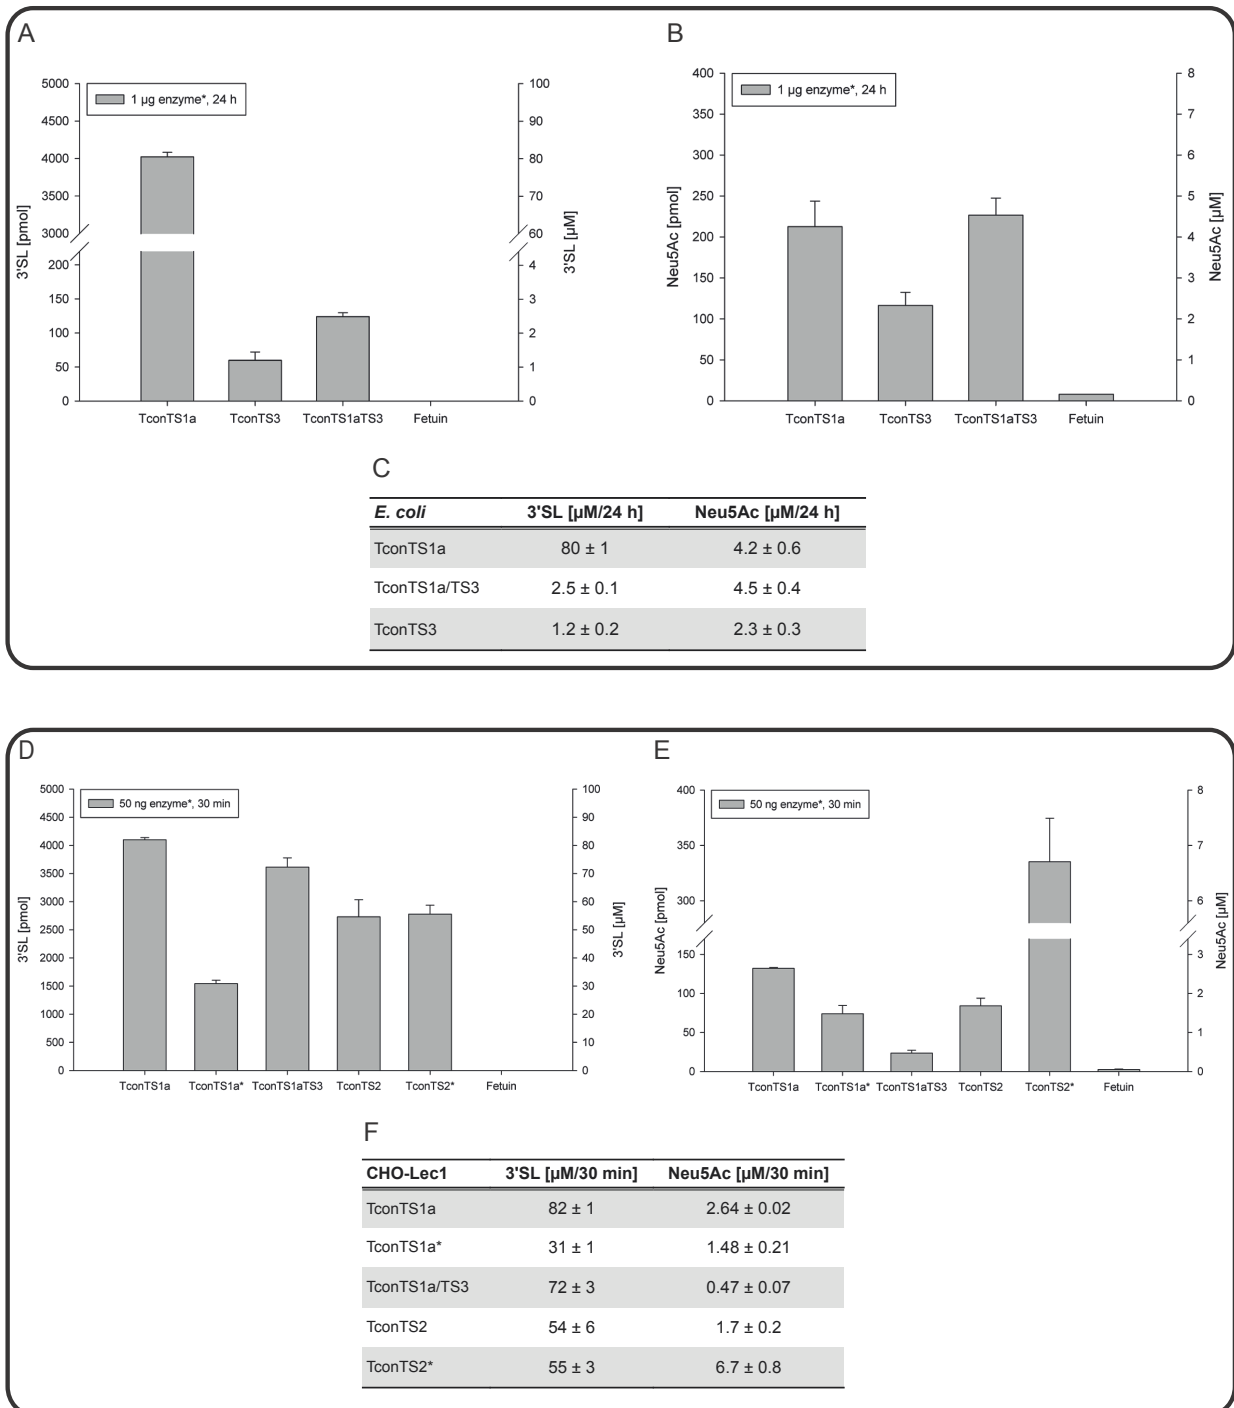 A
1 µg enzyme*, 24 h
5000
4500
4000
3500
3000
200
150
100
50
0
3'SL [pmol]
100
90
80
70
60
4
3
2
1
0
3'SL [µM]
TconTS1a TconTS3 TconTS1aTS3 Fetuin
B
1 µg enzyme*, 24 h
400
350
300
250
200
150
100
50
0
Neu5Ac [pmol]
8
7
6
5
4
3
2
1
0
Neu5Ac [µM]
TconTS1a TconTS3 TconTS1aTS3 Fetuin
C
E. coli 3'SL [µM/24 h] Neu5Ac [µM/24 h]
TconTS1a 80 ± 1 4.2 ± 0.6
TconTS1a/TS3 2.5 ± 0.1 4.5 ± 0.4
TconTS3 1.2 ± 0.2 2.3 ± 0.3
D
50 ng enzyme*, 30 min
5000
4500
4000
3500
3000
2500
2000
1500
1000
500
0
3'SL [pmol]
100
90
80
70
60
50
40
30
20
10
0
3'SL [µM]
TconTS1a TconTS1a* TconTS1aTS3 TconTS2 TconTS2* Fetuin
E
50 ng enzyme*, 30 min
400
350
300
150
100
50
0
Neu5Ac [pmol]
8
7
6
3
2
1
0
Neu5Ac [µM]
TconTS1a TconTS1a* TconTS1aTS3 TconTS2 TconTS2* Fetuin
F
CHO-Lec1 3'SL [µM/30 min] Neu5Ac [µM/30 min]
TconTS1a 82 ± 1 2.64 ± 0.02
TconTS1a* 31 ± 1 1.48 ± 0.21
TconTS1a/TS3 72 ± 3 0.47 ± 0.07
TconTS2 54 ± 6 1.7 ± 0.2
TconTS2* 55 ± 3 6.7 ± 0.8